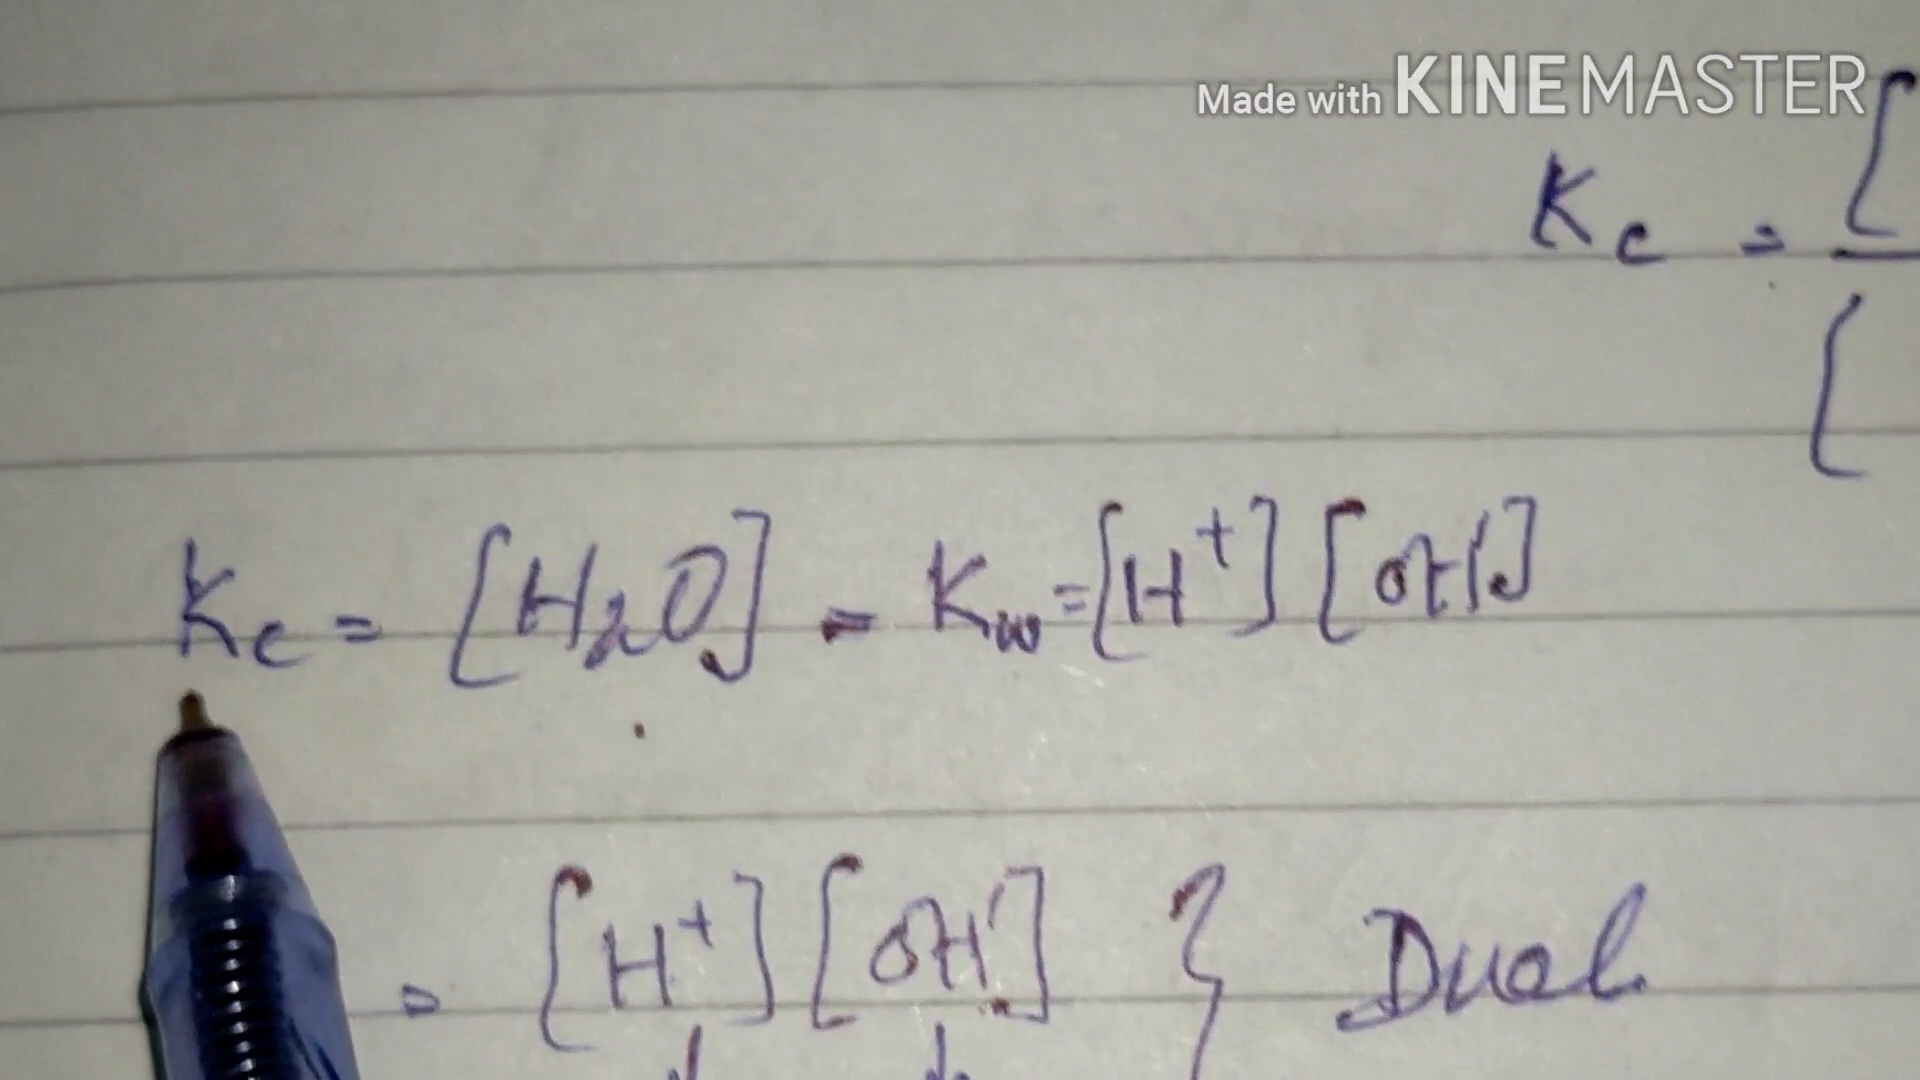 Made with KINEMASTER
Kc = [
[
Kc = [H2O] = Kw = [H+] [OH-]
= [H+] [OH-] } Dual